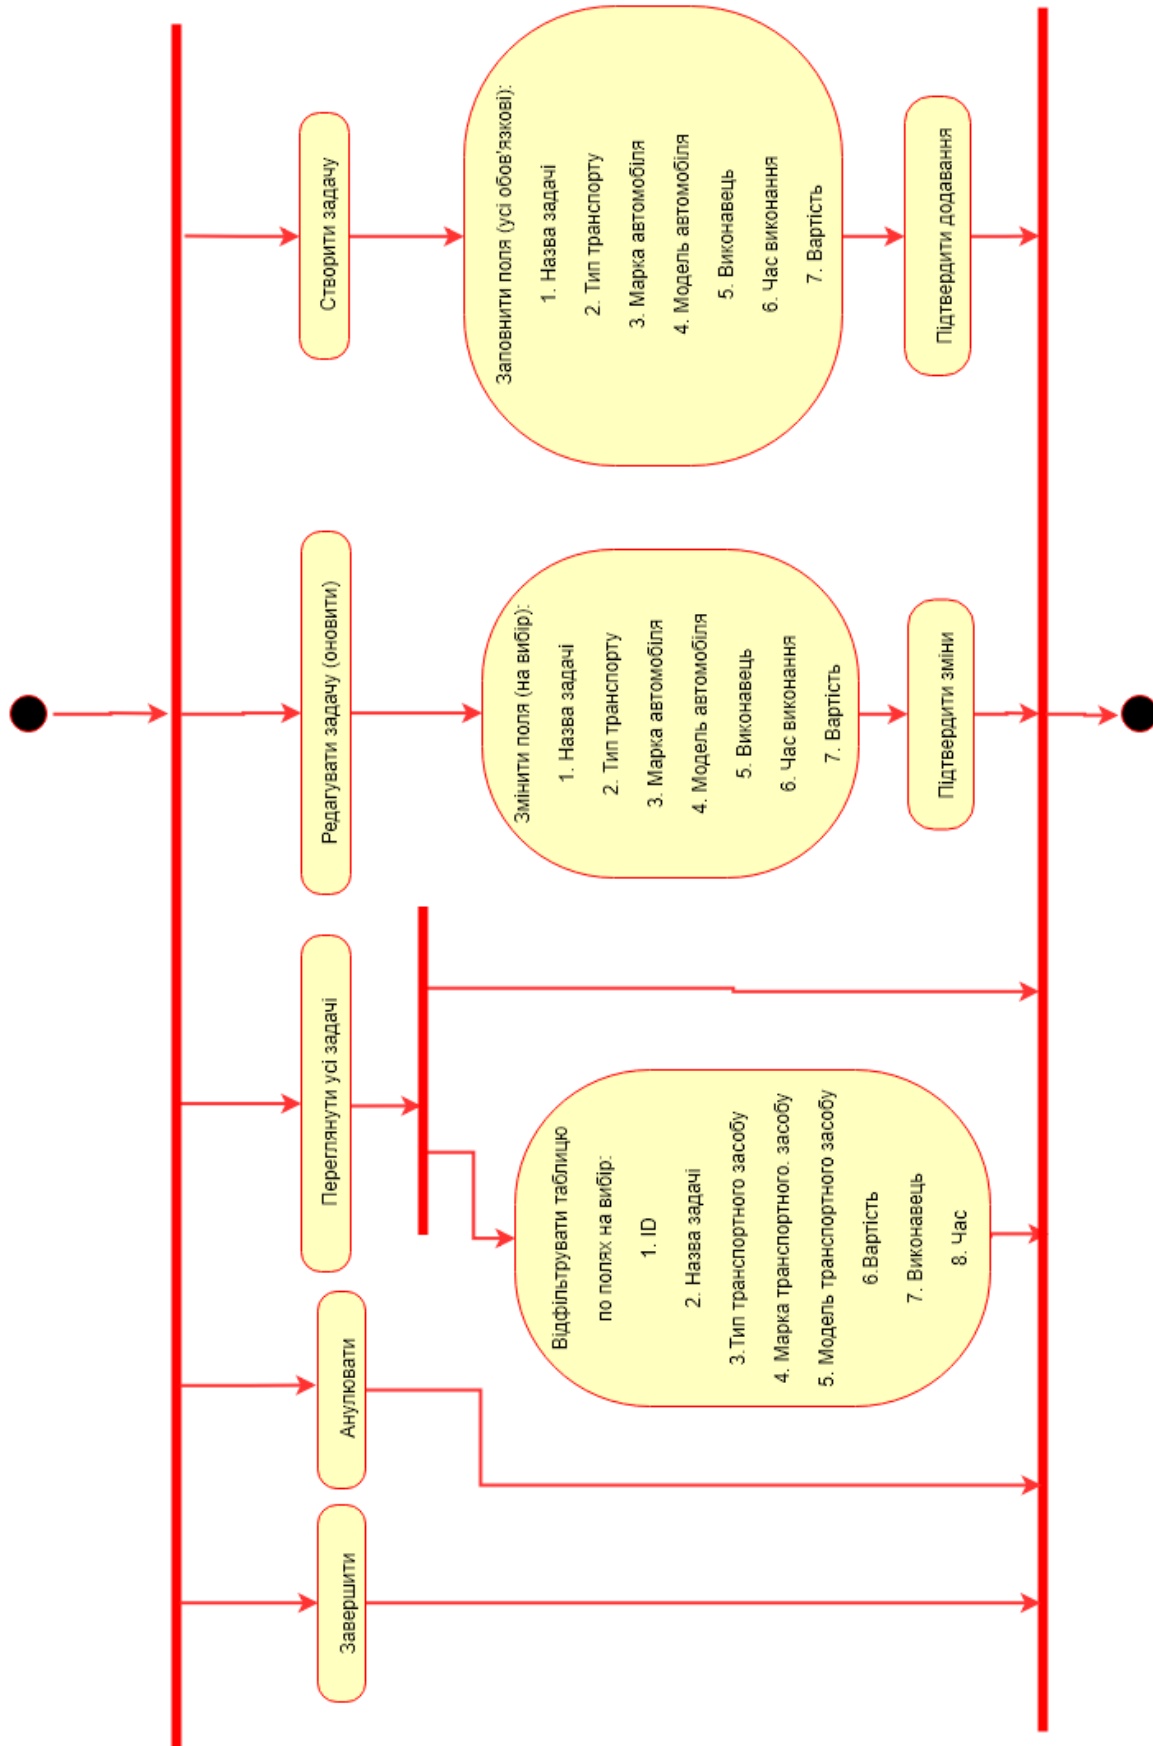 Завершити
Анулювати
Переглянути усі задачі
Відфільтрувати таблицю
по полях на вибір:
1. ID
2. Назва задачі
3.Тип транспортного засобу
4. Марка транспортного. засобу
5. Модель транспортного засобу
6.Вартість
7. Виконавець
8. Час
Редагувати задачу (оновити)
Змінити поля (на вибір):
1. Назва задачі
2. Тип транспорту
3. Марка автомобіля
4. Модель автомобіля
5. Виконавець
6. Час виконання
7. Вартість
Підтвердити зміни
Створити задачу
Заповнити поля (усі обов'язкові):
1. Назва задачі
2. Тип транспорту
3. Марка автомобіля
4. Модель автомобіля
5. Виконавець
6. Час виконання
7. Вартість
Підтвердити додавання